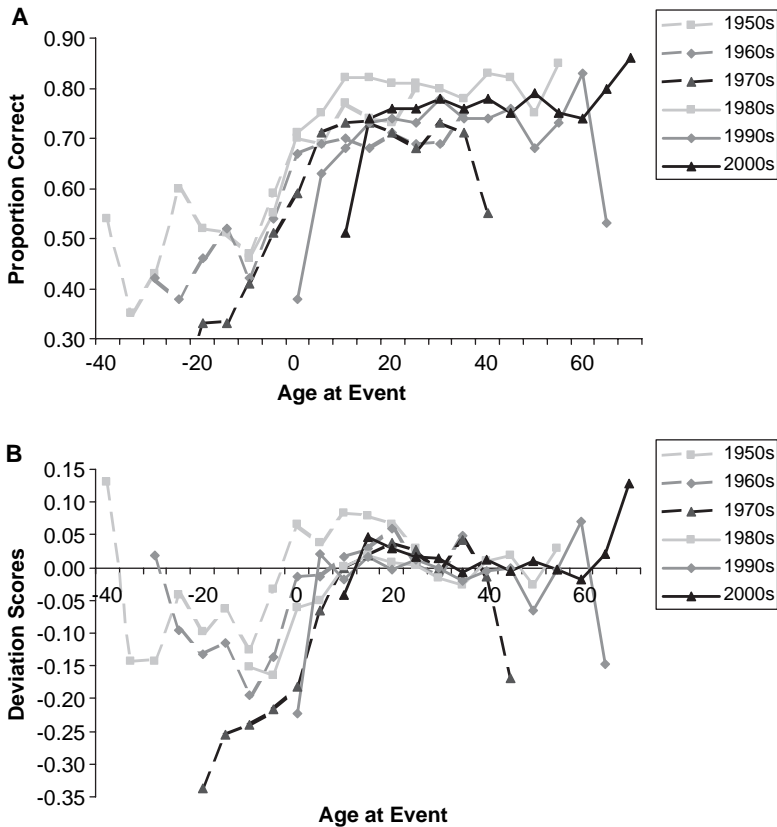 A
0.90
0.80
0.70
0.60
0.50
0.40
0.30
Proportion Correct
-40 -20 0 20 40 60
Age at Event
1950s
1960s
1970s
1980s
1990s
2000s
B
0.15
0.10
0.05
0.00
-0.05
-0.10
-0.15
-0.20
-0.25
-0.30
-0.35
Deviation Scores
-40 -20 0 20 40 60
Age at Event
1950s
1960s
1970s
1980s
1990s
2000s